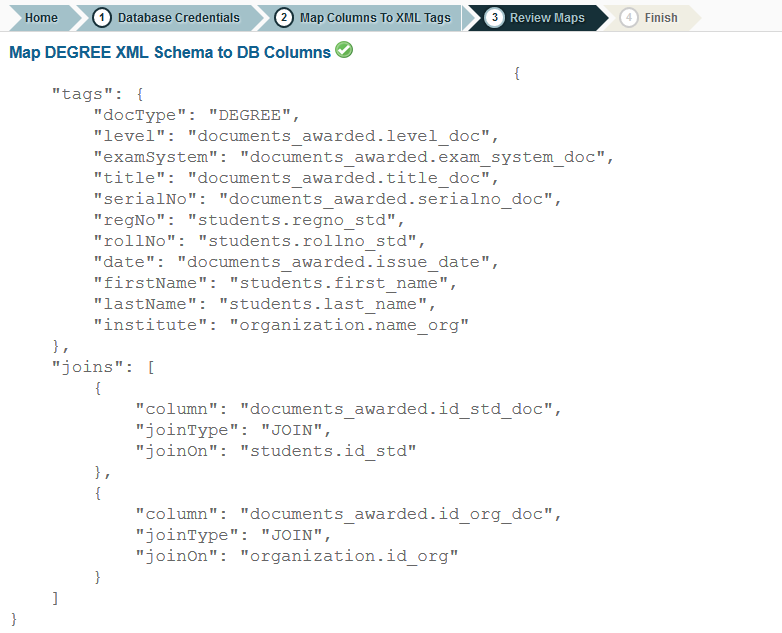 Home 1 Database Credentials 2 Map Columns To XML Tags 3 Review Maps 4 Finish
Map DEGREE XML Schema to DB Columns
{
"tags": {
"docType": "DEGREE",
"level": "documents_awarded.level_doc",
"examSystem": "documents_awarded.exam_system_doc",
"title": "documents_awarded.title_doc",
"serialNo": "documents_awarded.serialno_doc",
"regNo": "students.regno_std",
"rollNo": "students.rollno_std",
"date": "documents_awarded.issue_date",
"firstName": "students.first_name",
"lastName": "students.last_name",
"institute": "organization.name_org"
},
"joins": [
{
"column": "documents_awarded.id_std_doc",
"joinType": "JOIN",
"joinOn": "students.id_std"
},
{
"column": "documents_awarded.id_org_doc",
"joinType": "JOIN",
"joinOn": "organization.id_org"
}
]
}